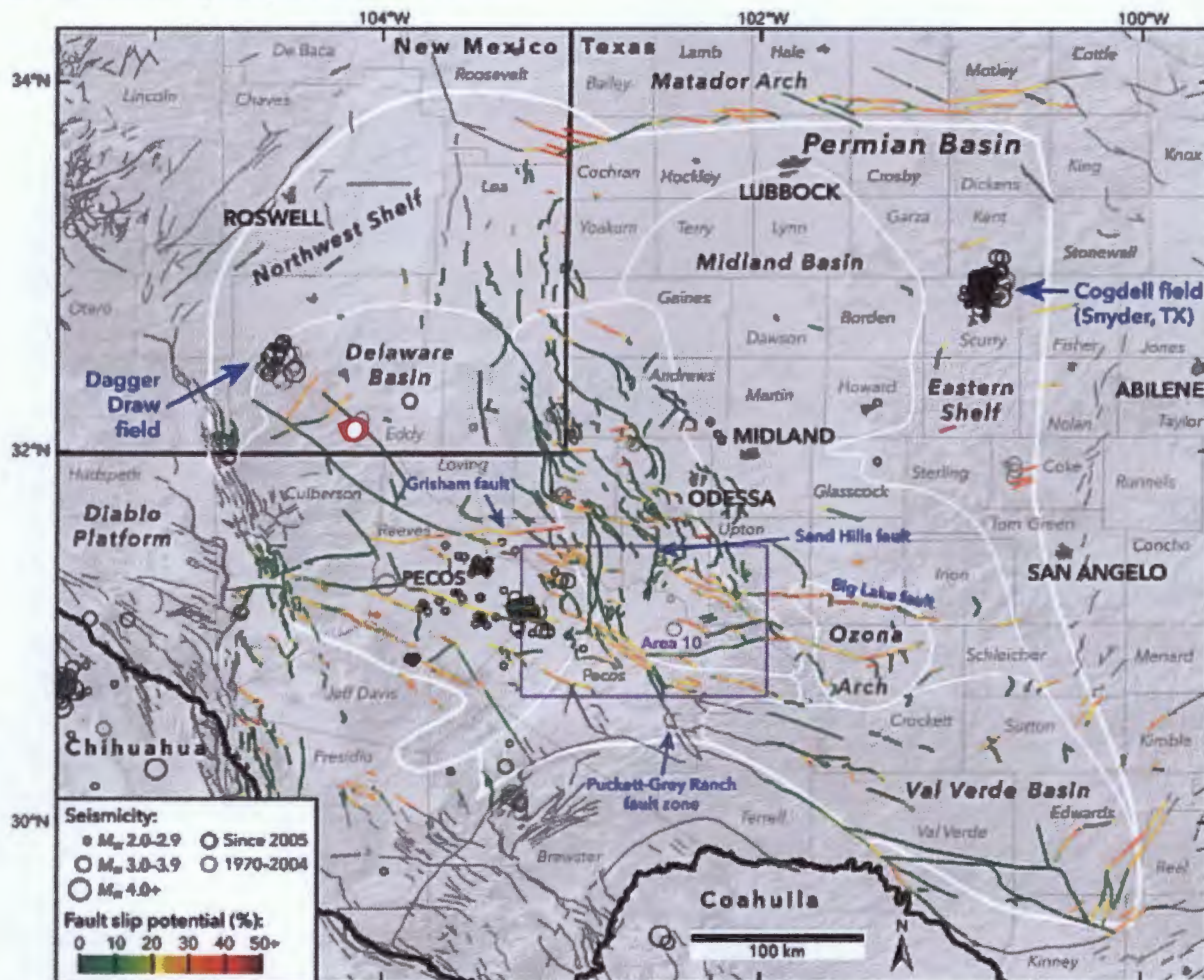 104°W 102°W 100°W
34°N
32°N
30°N
New Mexico Texas
De Baca
Roosevelt
Lamb
Hale
Bailey
Matador Arch
Motley
Cottle
Lincoln
Chaves
Permian Basin
King
Knox
Lea
Cochran
Hockley
LUBBOCK
Crosby
Dickens
ROSWELL
Northwest Shelf
Yoakum
Terry
Lynn
Garza
Kent
Stonewall
Midland Basin
Otero
Gaines
Cogdell field
(Snyder, TX)
Dawson
Borden
Scurry
Fisher
Jones
Delaware
Basin
Dagger
Draw
field
Andrews
Martin
Howard
Eastern
Shelf
ABILENE
Nolan
Taylor
Eddy
MIDLAND
Hudspeth
Culberson
Loving
Grisham fault
ODESSA
Glasscock
Sterling
Coke
Runnels
Diablo
Platform
Reeves
Upton
Sand Hills fault
Tom Green
Concho
PECOS
Irion
SAN ANGELO
Big Lake fault
Area 10
Ozona
Arch
Pecos
Schleicher
Menard
Jeff Davis
Crockett
Sutton
Kimble
Chihuahua
Presidio
Puckett-Grey Ranch
fault zone
Val Verde Basin
Terrell
Val Verde
Edwards
Real
Brewster
Coahuila
N
100 km
Kinney
Seismicity:
Mw 2.0-2.9 Since 2005
Mw 3.0-3.9 1970-2004
Mw 4.0+
Fault slip potential (%):
0 10 20 30 40 50+